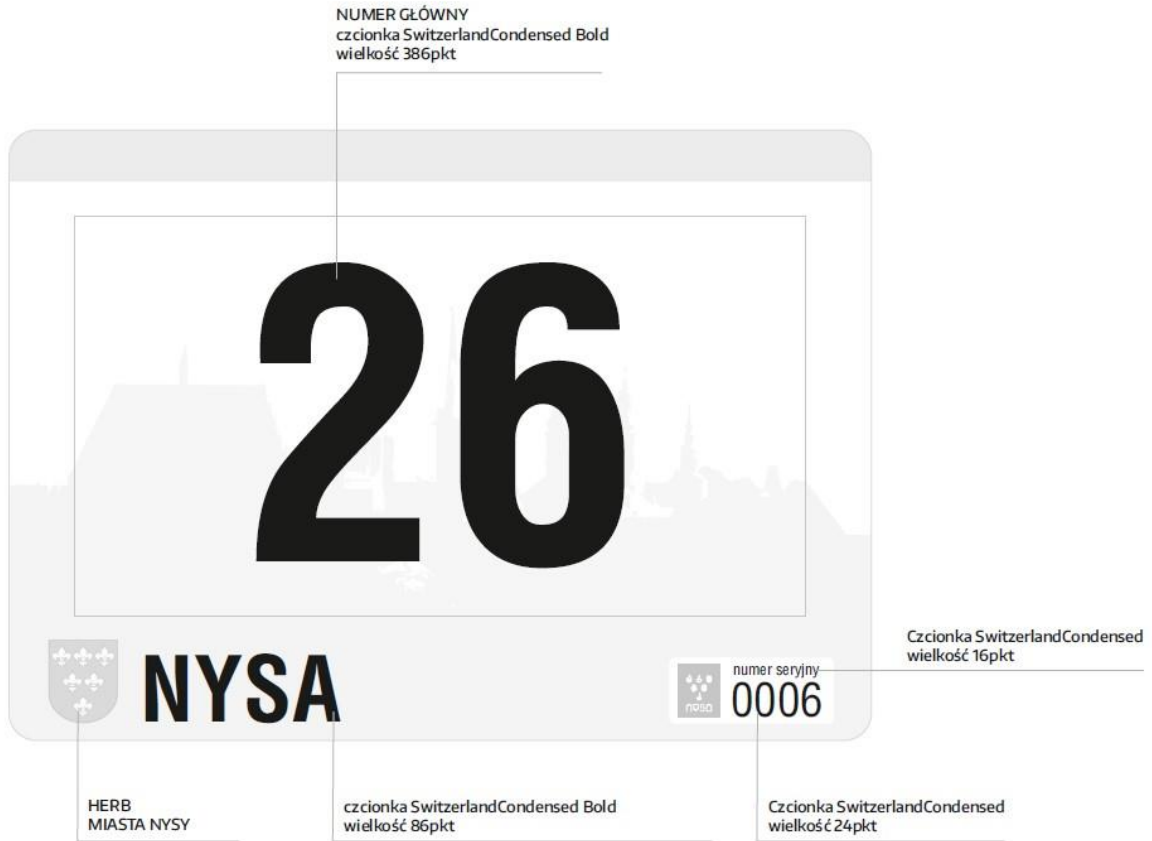 NUMER GŁÓWNY
czcionka SwitzerlandCondensed Bold
wielkość 386pkt
26
Czcionka SwitzerlandCondensed
wielkość 16pkt
NYSA
nysa
numer seryjny
0006
HERB
MIASTA NYSY
czcionka SwitzerlandCondensed Bold
wielkość 86pkt
Czcionka SwitzerlandCondensed
wielkość 24pkt